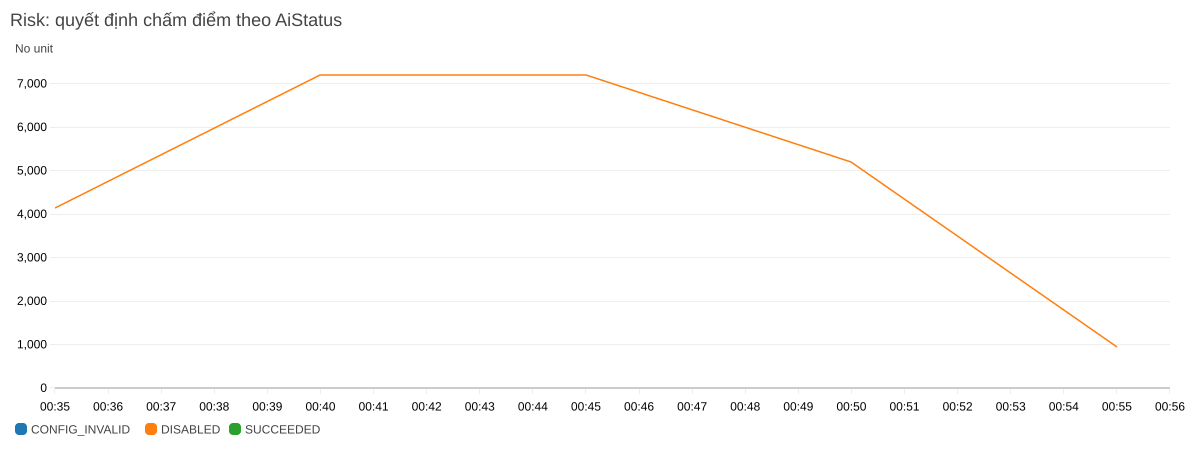 Risk: quyết định chấm điểm theo AiStatus
No unit
7,000
6,000
5,000
4,000
3,000
2,000
1,000
0
00:35 00:36 00:37 00:38 00:39 00:40 00:41 00:42 00:43 00:44 00:45 00:46 00:47 00:48 00:49 00:50 00:51 00:52 00:53 00:54 00:55 00:56
CONFIG_INVALID DISABLED SUCCEEDED